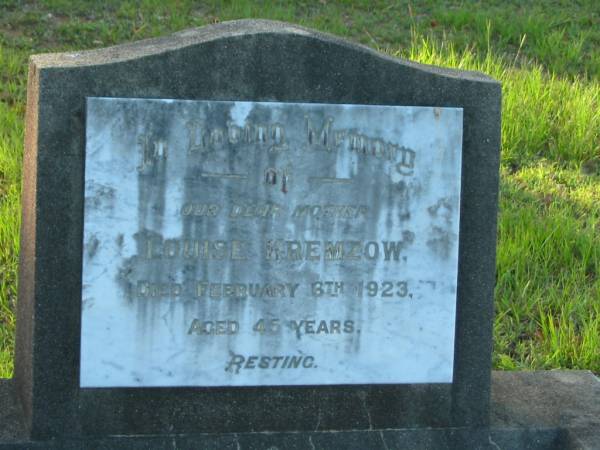 In Loving Memory
of
OUR DEAR MOTHER
LOUISE KREMZOW,
DIED FEBRUARY 6TH 1923,
AGED 45 YEARS.
RESTING.